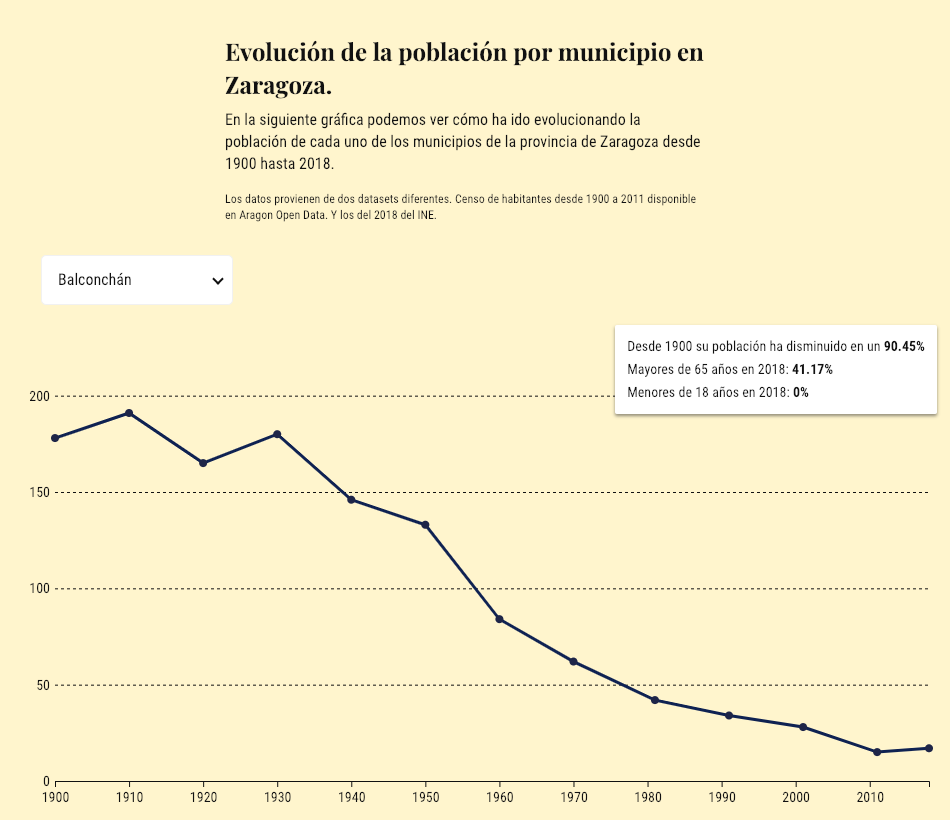 Evolución de la población por municipio en
Zaragoza.
En la siguiente gráfica podemos ver cómo ha ido evolucionando la
población de cada uno de los municipios de la provincia de Zaragoza desde
1900 hasta 2018.
Los datos provienen de dos datasets diferentes. Censo de habitantes desde 1900 a 2011 disponible
en Aragon Open Data. Y los del 2018 del INE.
Balconchán
Desde 1900 su población ha disminuido en un 90.45%
Mayores de 65 años en 2018: 41.17%
Menores de 18 años en 2018: 0%
200
150
100
50
0
1900 1910 1920 1930 1940 1950 1960 1970 1980 1990 2000 2010